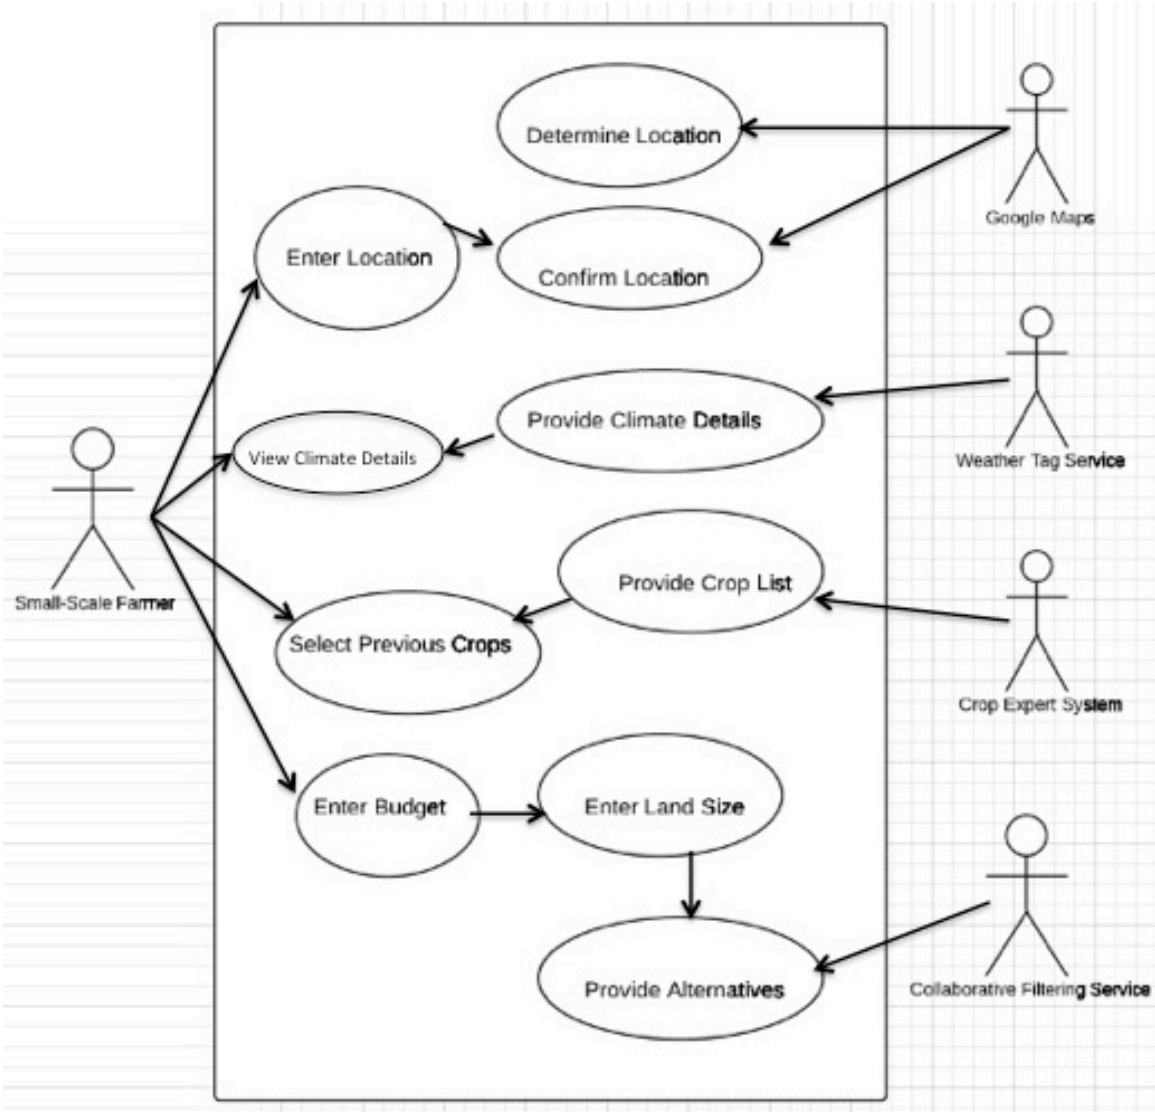 Determine Location
Google Maps
Enter Location
Confirm Location
Provide Climate Details
View Climate Details
Weather Tag Service
Provide Crop List
Small-Scale Farmer
Select Previous Crops
Crop Expert System
Enter Budget
Enter Land Size
Provide Alternatives
Collaborative Filtering Service